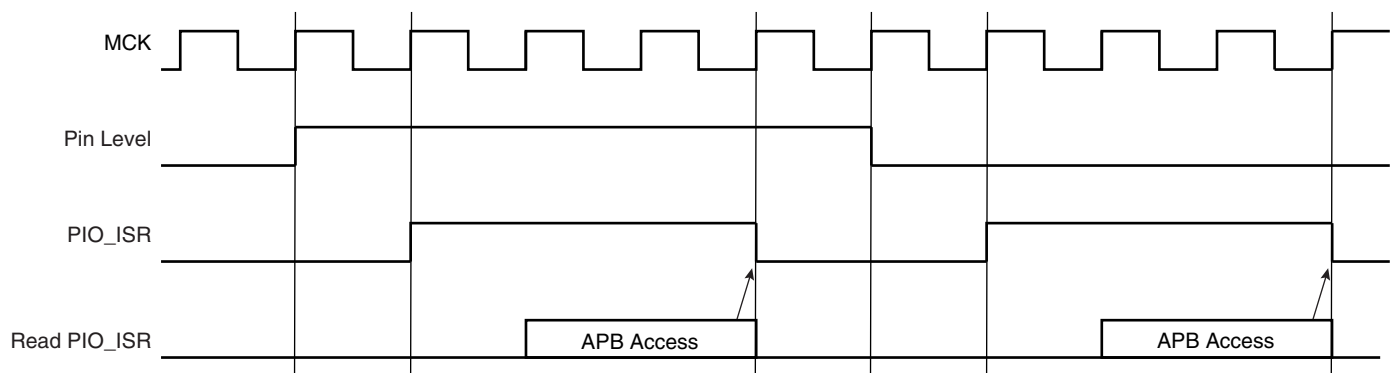 MCK
Pin Level
PIO_ISR
Read PIO_ISR
APB Access
APB Access